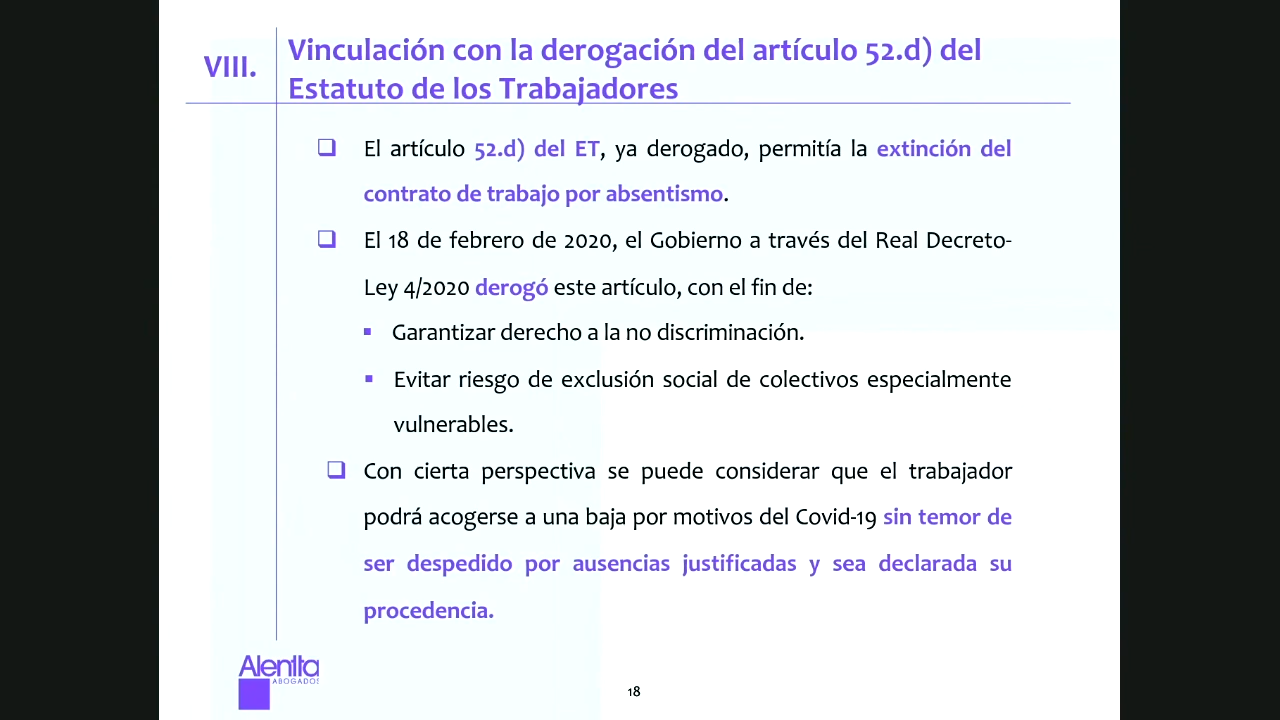 VIII.
Vinculación con la derogación del artículo 52.d) del
Estatuto de los Trabajadores
El artículo 52.d) del ET, ya derogado, permitía la extinción del
contrato de trabajo por absentismo.
El 18 de febrero de 2020, el Gobierno a través del Real Decreto-
Ley 4/2020 derogó este artículo, con el fin de:
Garantizar derecho a la no discriminación.
Evitar riesgo de exclusión social de colectivos especialmente
vulnerables.
Con cierta perspectiva se puede considerar que el trabajador
podrá acogerse a una baja por motivos del Covid-19 sin temor de
ser despedido por ausencias justificadas y sea declarada su
procedencia.
ABOGADOS
18